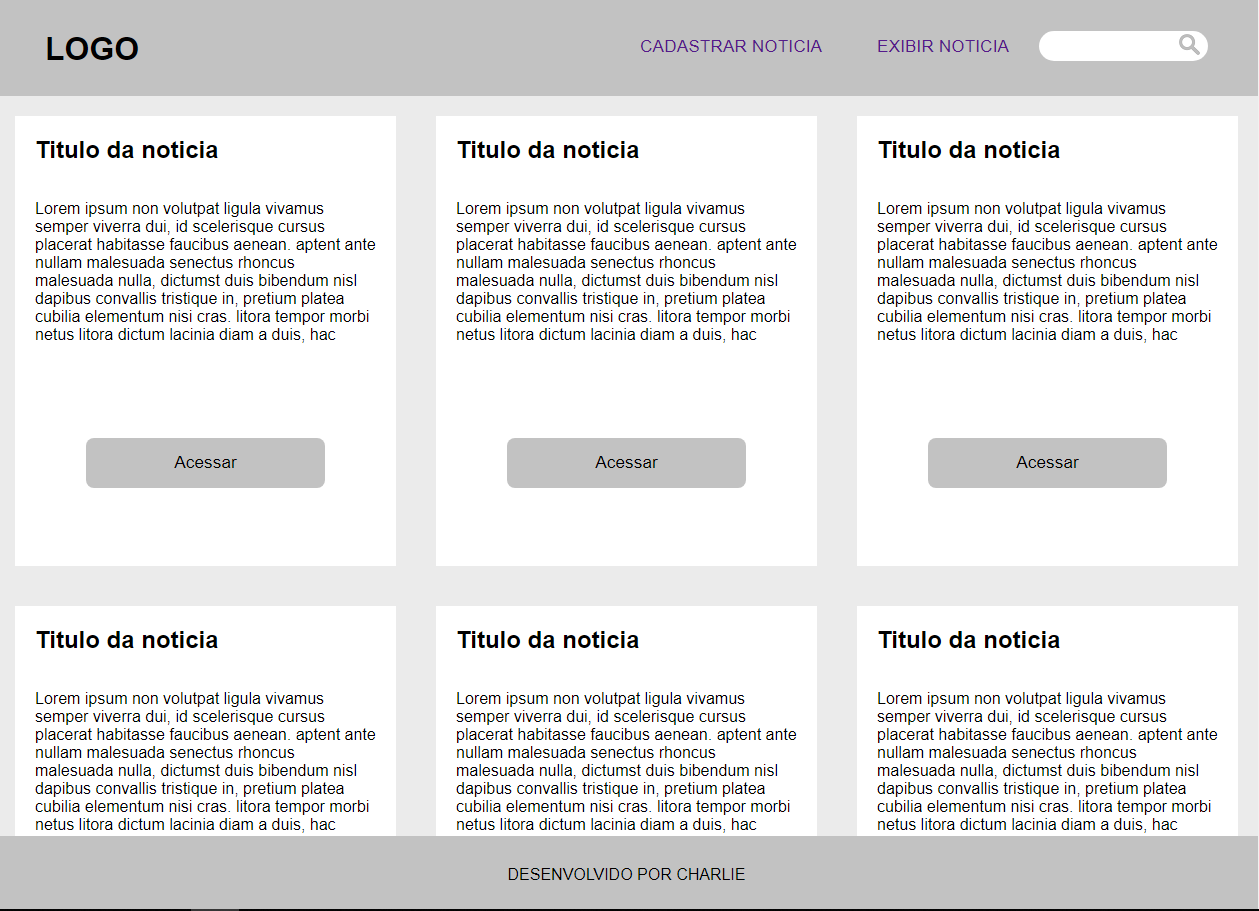 LOGO
CADASTRAR NOTICIA
EXIBIR NOTICIA
Titulo da noticia
Lorem ipsum non volutpat ligula vivamus
semper viverra dui, id scelerisque cursus
placerat habitasse faucibus aenean. aptent ante
nullam malesuada senectus rhoncus
malesuada nulla, dictumst duis bibendum nisl
dapibus convallis tristique in, pretium platea
cubilia elementum nisi cras. litora tempor morbi
netus litora dictum lacinia diam a duis, hac
Acessar
Titulo da noticia
Lorem ipsum non volutpat ligula vivamus
semper viverra dui, id scelerisque cursus
placerat habitasse faucibus aenean. aptent ante
nullam malesuada senectus rhoncus
malesuada nulla, dictumst duis bibendum nisl
dapibus convallis tristique in, pretium platea
cubilia elementum nisi cras. litora tempor morbi
netus litora dictum lacinia diam a duis, hac
Acessar
Titulo da noticia
Lorem ipsum non volutpat ligula vivamus
semper viverra dui, id scelerisque cursus
placerat habitasse faucibus aenean. aptent ante
nullam malesuada senectus rhoncus
malesuada nulla, dictumst duis bibendum nisl
dapibus convallis tristique in, pretium platea
cubilia elementum nisi cras. litora tempor morbi
netus litora dictum lacinia diam a duis, hac
Acessar
Titulo da noticia
Lorem ipsum non volutpat ligula vivamus
semper viverra dui, id scelerisque cursus
placerat habitasse faucibus aenean. aptent ante
nullam malesuada senectus rhoncus
malesuada nulla, dictumst duis bibendum nisl
dapibus convallis tristique in, pretium platea
cubilia elementum nisi cras. litora tempor morbi
netus litora dictum lacinia diam a duis, hac
Titulo da noticia
Lorem ipsum non volutpat ligula vivamus
semper viverra dui, id scelerisque cursus
placerat habitasse faucibus aenean. aptent ante
nullam malesuada senectus rhoncus
malesuada nulla, dictumst duis bibendum nisl
dapibus convallis tristique in, pretium platea
cubilia elementum nisi cras. litora tempor morbi
netus litora dictum lacinia diam a duis, hac
Titulo da noticia
Lorem ipsum non volutpat ligula vivamus
semper viverra dui, id scelerisque cursus
placerat habitasse faucibus aenean. aptent ante
nullam malesuada senectus rhoncus
malesuada nulla, dictumst duis bibendum nisl
dapibus convallis tristique in, pretium platea
cubilia elementum nisi cras. litora tempor morbi
netus litora dictum lacinia diam a duis, hac
DESENVOLVIDO POR CHARLIE